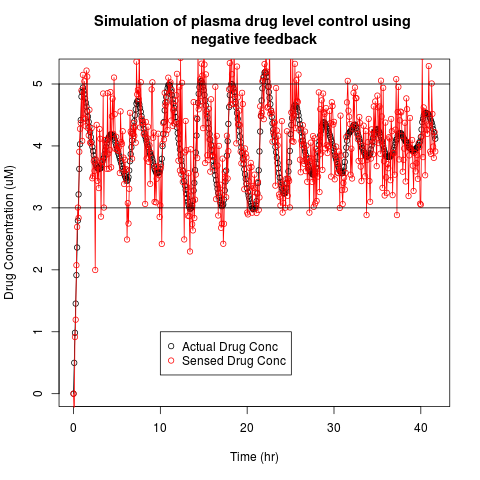 Simulation of plasma drug level control using
negative feedback
Drug Concentration (uM)
5
4
3
2
1
0
Actual Drug Conc
Sensed Drug Conc
0 10 20 30 40
Time (hr)